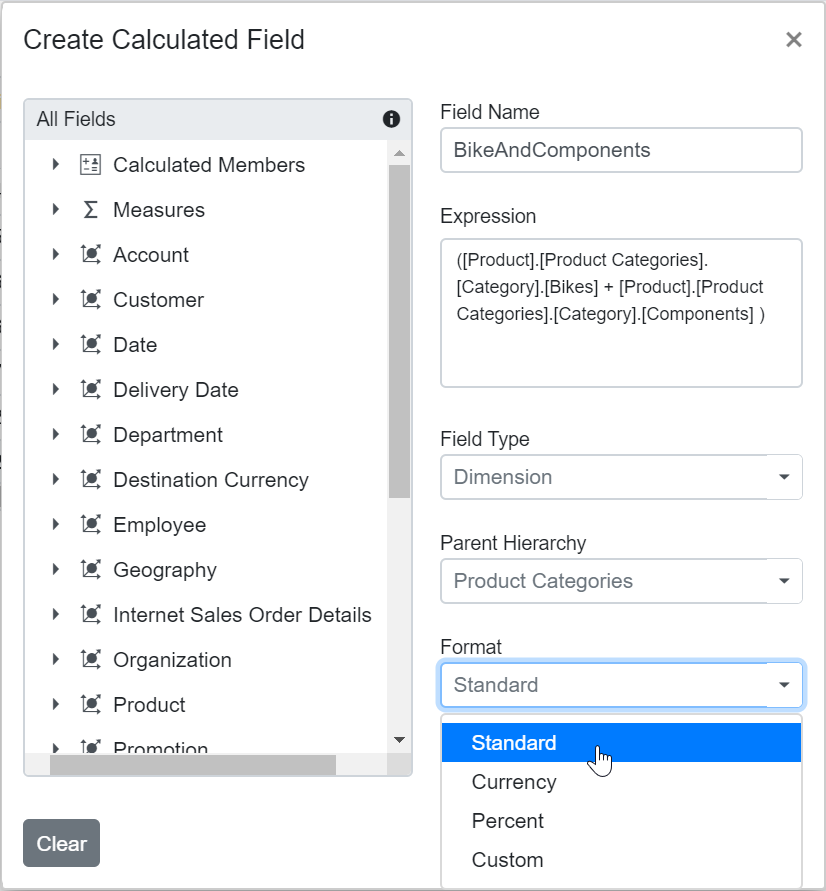 Create Calculated Field
All Fields
Calculated Members
Measures
Account
Customer
Date
Delivery Date
Department
Destination Currency
Employee
Geography
Internet Sales Order Details
Organization
Product
Promotion
Clear
Field Name
BikeAndComponents
Expression
([Product].[Product Categories].
[Category].[Bikes] + [Product].[Product
Categories].[Category].[Components] )
Field Type
Dimension
Parent Hierarchy
Product Categories
Format
Standard
Standard
Currency
Percent
Custom